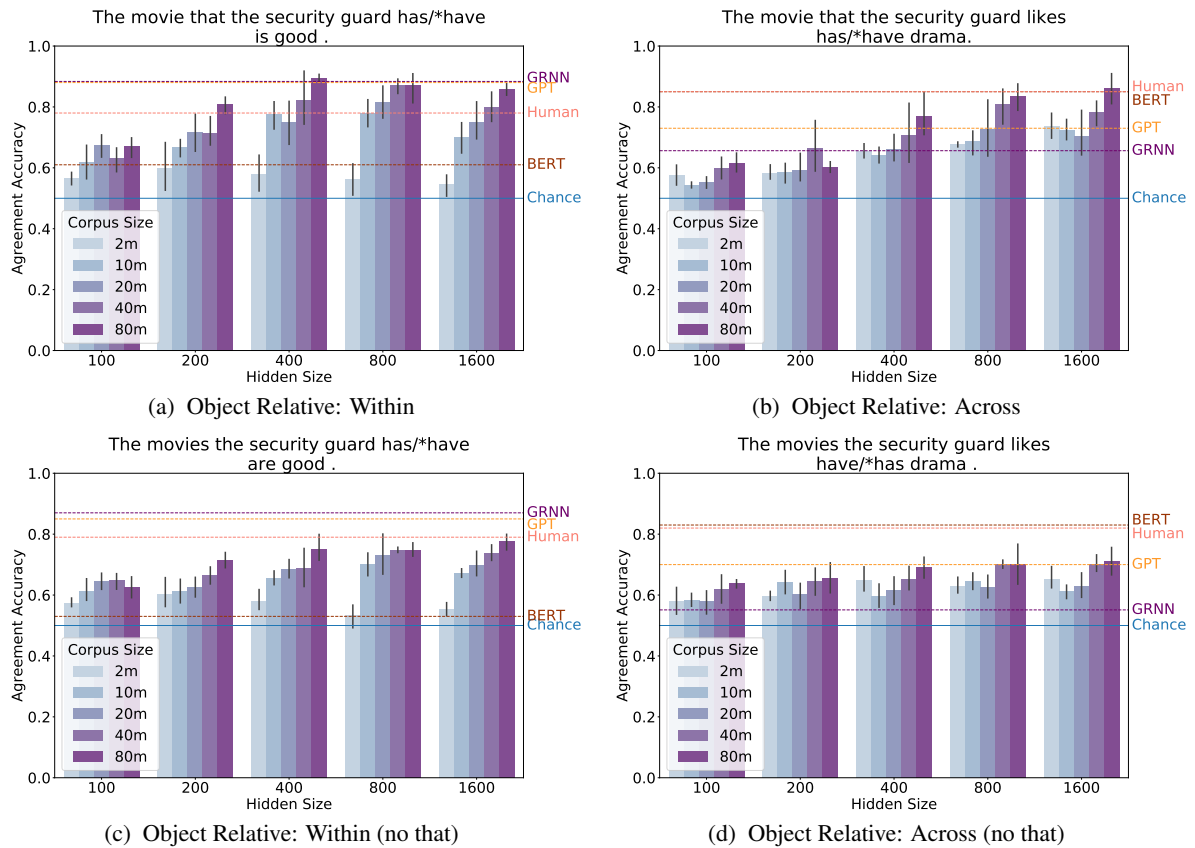 The movie that the security guard has/*have
is good .
1.0
0.8
0.6
0.4
0.2
0.0
Agreement Accuracy
GRNN
GPT
Human
BERT
Chance
Corpus Size
2m
10m
20m
40m
80m
100
200
400
800
1600
Hidden Size
(a) Object Relative: Within
The movie that the security guard likes
has/*have drama.
1.0
0.8
0.6
0.4
0.2
0.0
Agreement Accuracy
Human
BERT
GPT
GRNN
Chance
Corpus Size
2m
10m
20m
40m
80m
100
200
400
800
1600
Hidden Size
(b) Object Relative: Across
The movies the security guard has/*have
are good .
1.0
0.8
0.6
0.4
0.2
0.0
Agreement Accuracy
GRNN
GPT
Human
BERT
Chance
Corpus Size
2m
10m
20m
40m
80m
100
200
400
800
1600
Hidden Size
(c) Object Relative: Within (no that)
The movies the security guard likes
have/*has drama .
1.0
0.8
0.6
0.4
0.2
0.0
Agreement Accuracy
BERT
Human
GPT
GRNN
Chance
Corpus Size
2m
10m
20m
40m
80m
100
200
400
800
1600
Hidden Size
(d) Object Relative: Across (no that)